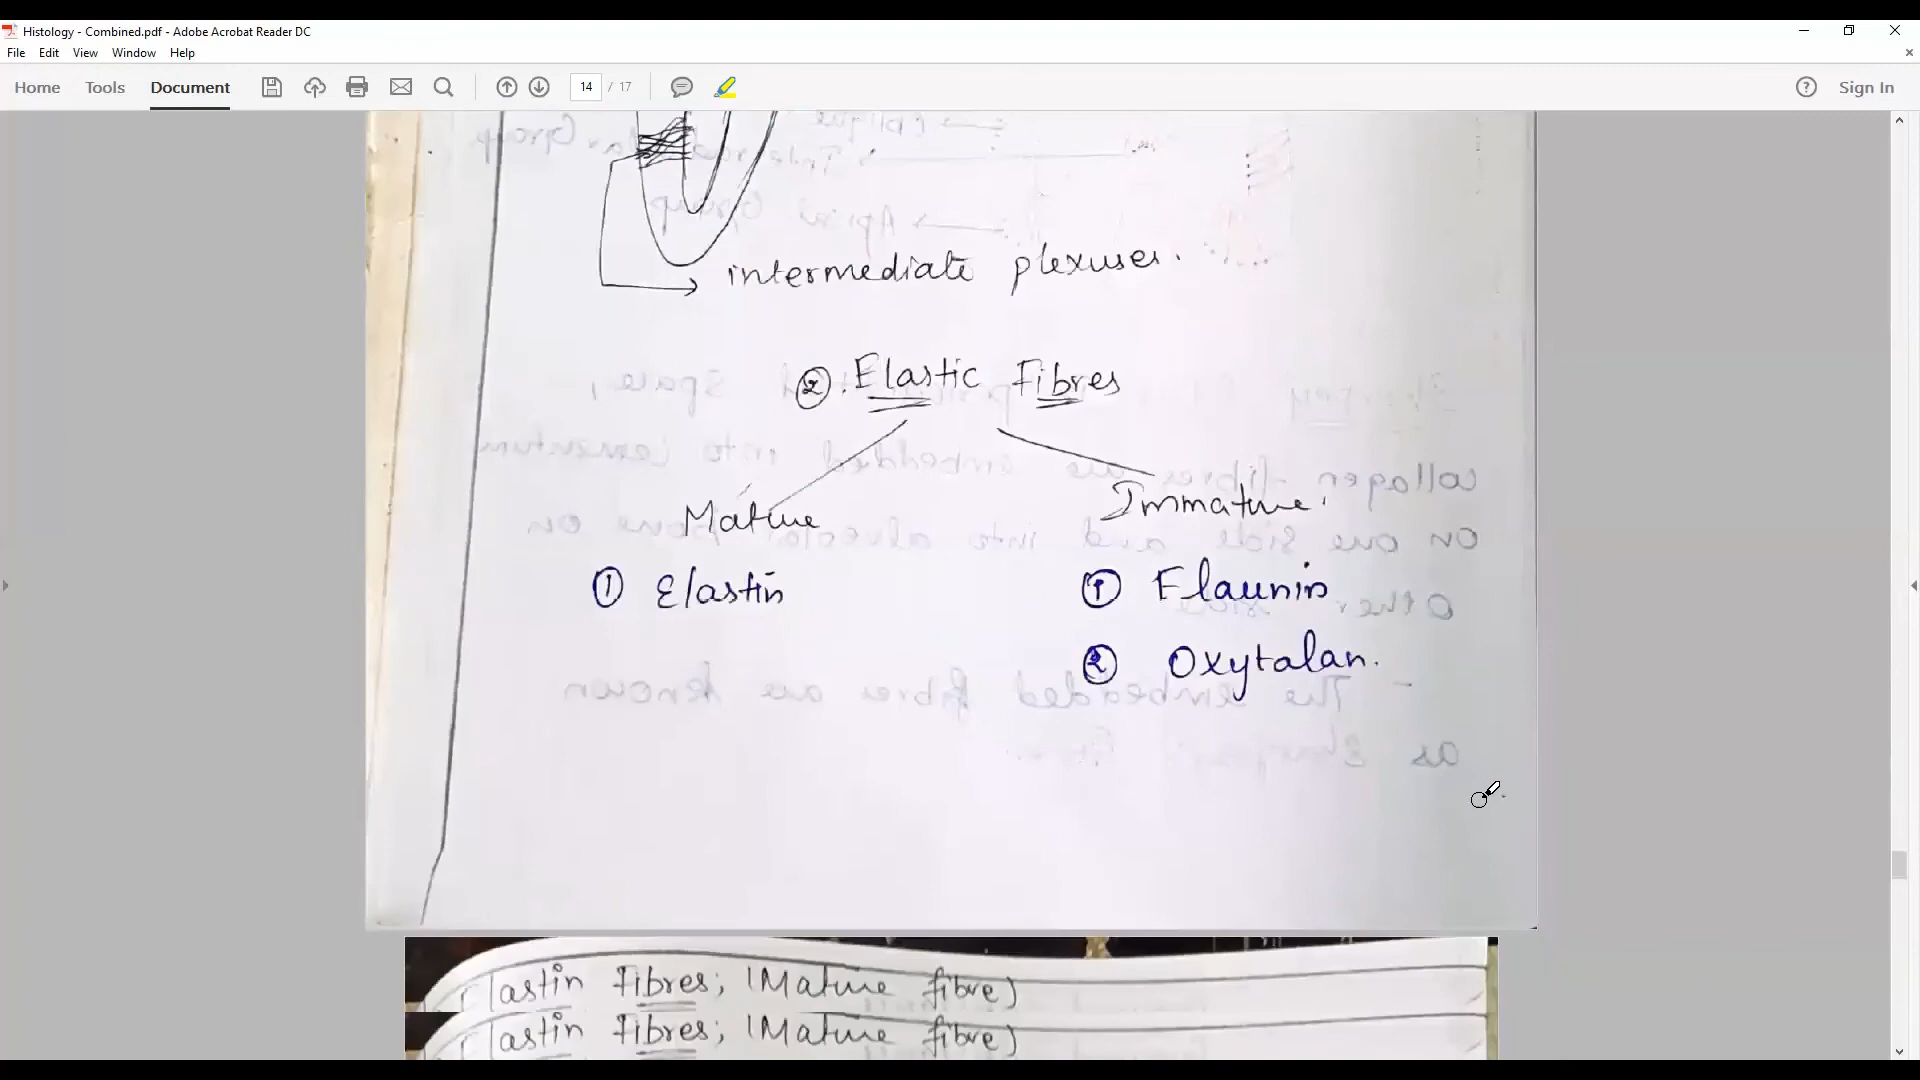 Histology - Combined.pdf - Adobe Acrobat Reader DC
File Edit View Window Help
Home Tools Document 14 / 17 Sign In
intermediate plexuses.
② . Elastic Fibres
Mature Immature.
① Elastin ① Elaunin
② Oxytalan.
lastin Fibres; (Mature fibre)
lastin Fibres; (Mature fibre)